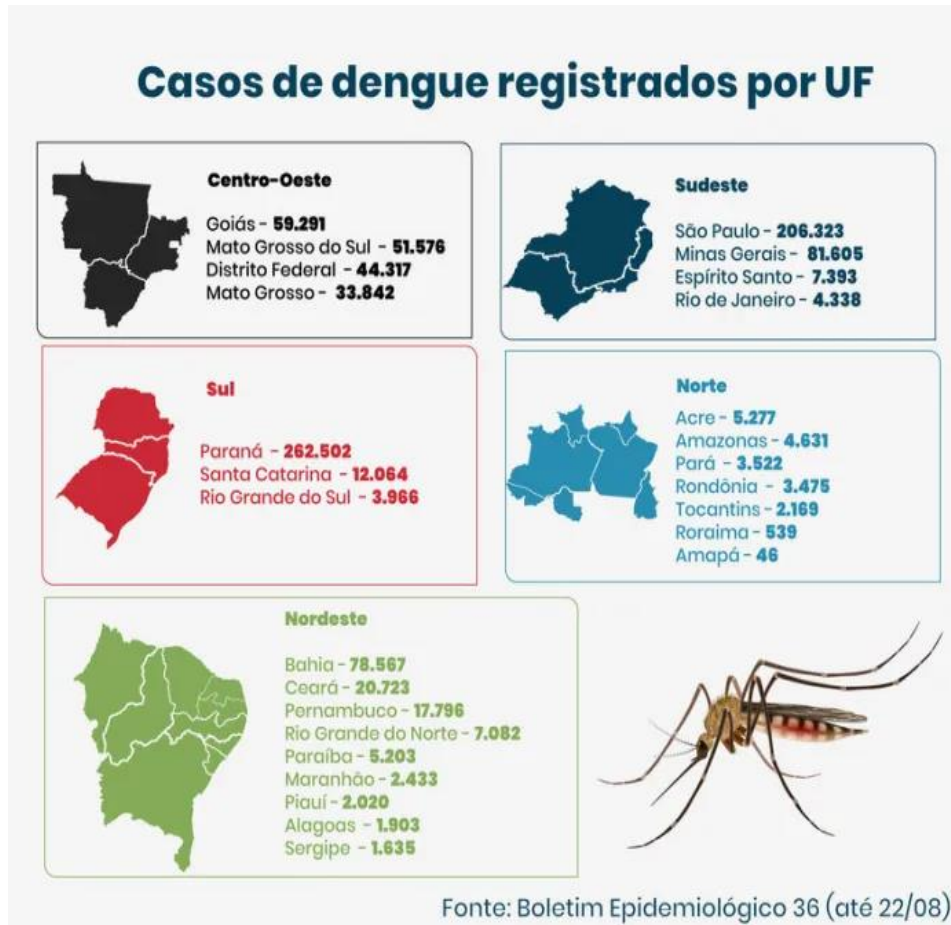 Casos de dengue registrados por UF
Centro-Oeste
Goiás - 59.291
Mato Grosso do Sul - 51.576
Distrito Federal - 44.317
Mato Grosso - 33.842
Sudeste
São Paulo - 206.323
Minas Gerais - 81.605
Espírito Santo - 7.393
Rio de Janeiro - 4.338
Sul
Paraná - 262.502
Santa Catarina - 12.064
Rio Grande do Sul - 3.966
Norte
Acre - 5.277
Amazonas - 4.631
Pará - 3.522
Rondônia - 3.475
Tocantins - 2.169
Roraima - 539
Amapá - 46
Nordeste
Bahia - 78.567
Ceará - 20.723
Pernambuco - 17.796
Rio Grande do Norte - 7.082
Paraíba - 5.203
Maranhão - 2.433
Piauí - 2.020
Alagoas - 1.903
Sergipe - 1.635
Fonte: Boletim Epidemiológico 36 (até 22/08)